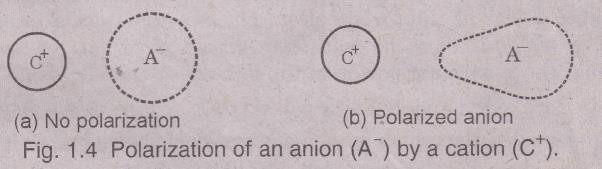 C⁺ A⁻ C⁺ A⁻
(a) No polarization (b) Polarized anion
Fig. 1.4 Polarization of an anion (A⁻) by a cation (C⁺).